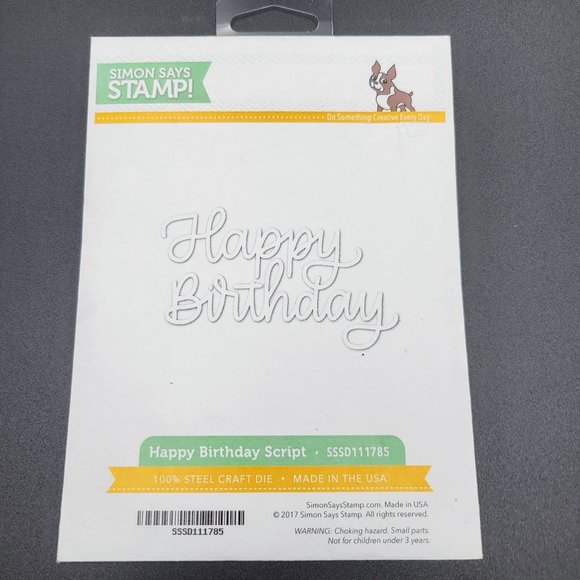 SIMON SAYS
STAMP!
Do Something Creative Every Day
Happy
Birthday
Happy Birthday Script • SSSD111785
100% STEEL CRAFT DIE • MADE IN THE USA
SimonSaysStamp.com. Made in USA
© 2017 Simon Says Stamp. All rights reserved.
SSSD111785
WARNING: Choking hazard. Small parts.
Not for children under 3 years.